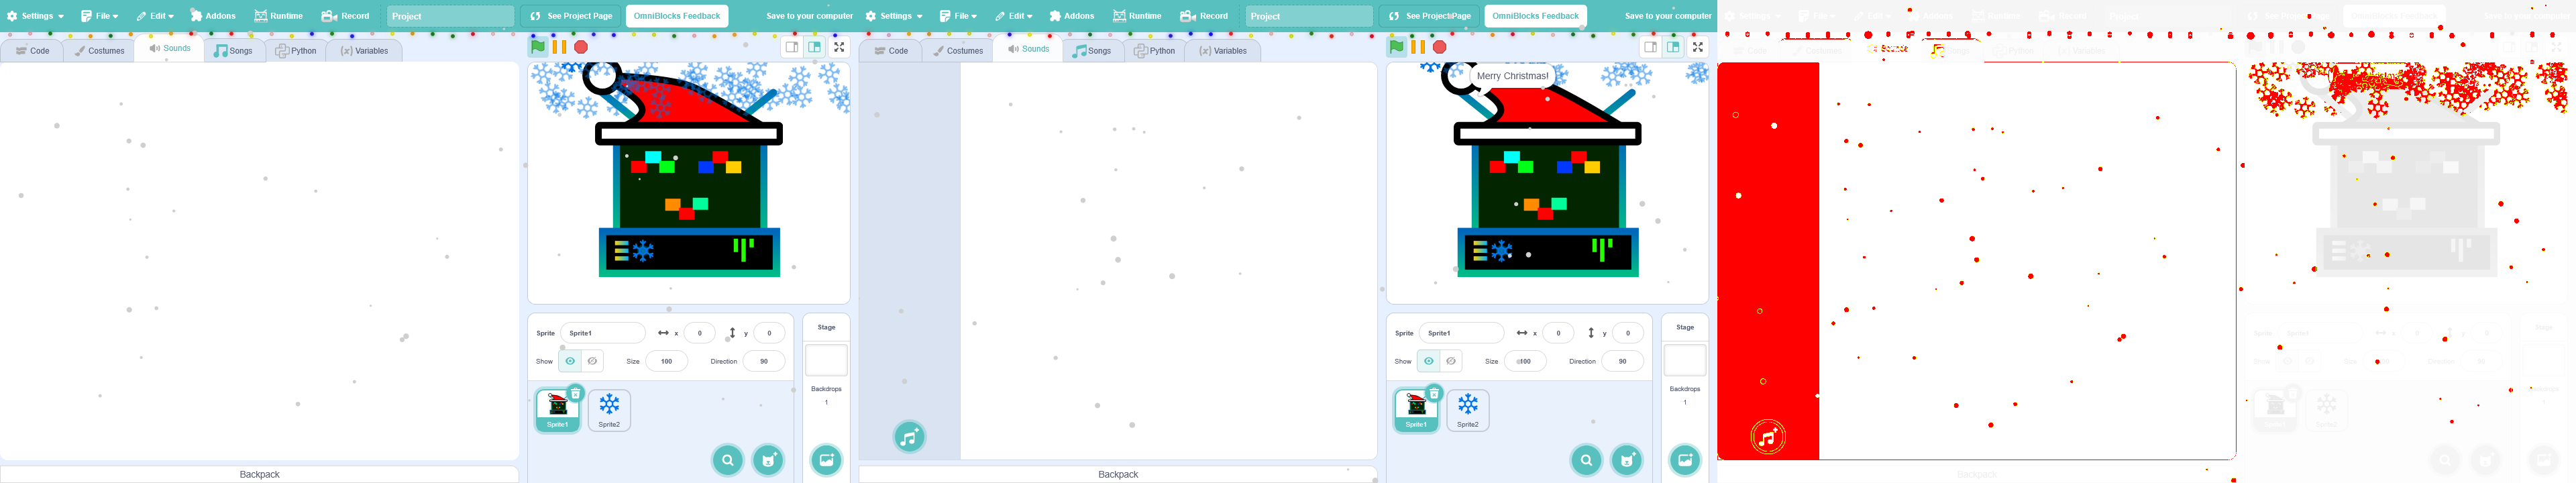 Settings File Edit Addons Runtime Record Project See Project Page OmniBlocks Feedback Save to your computer
Code Costumes Sounds Songs Python Variables
Sprite Sprite1 x 0 y 0
Show Size 100 Direction 90
Stage
Backdrops
1
Sprite1 Sprite2
Backpack
Settings File Edit Addons Runtime Record Project See Project Page OmniBlocks Feedback Save to your computer
Code Costumes Sounds Songs Python Variables
Merry Christmas!
Sprite Sprite1 x 0 y 0
Show Size 100 Direction 90
Stage
Backdrops
1
Sprite1 Sprite2
Backpack
Backpack